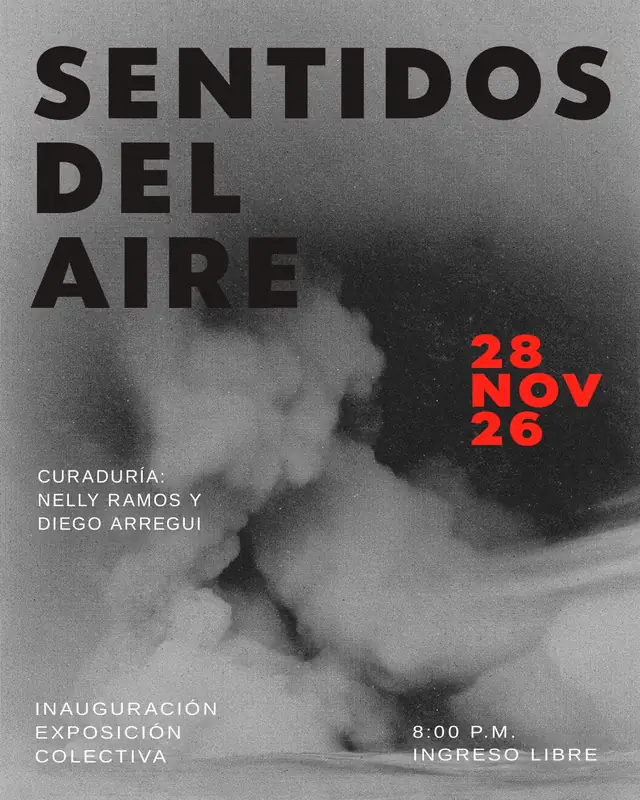 SENTIDOS
DEL
AIRE
28
NOV
26
CURADURÍA:
NELLY RAMOS Y
DIEGO ARREGUI
INAUGURACIÓN
EXPOSICIÓN
COLECTIVA
8:00 P.M.
INGRESO LIBRE